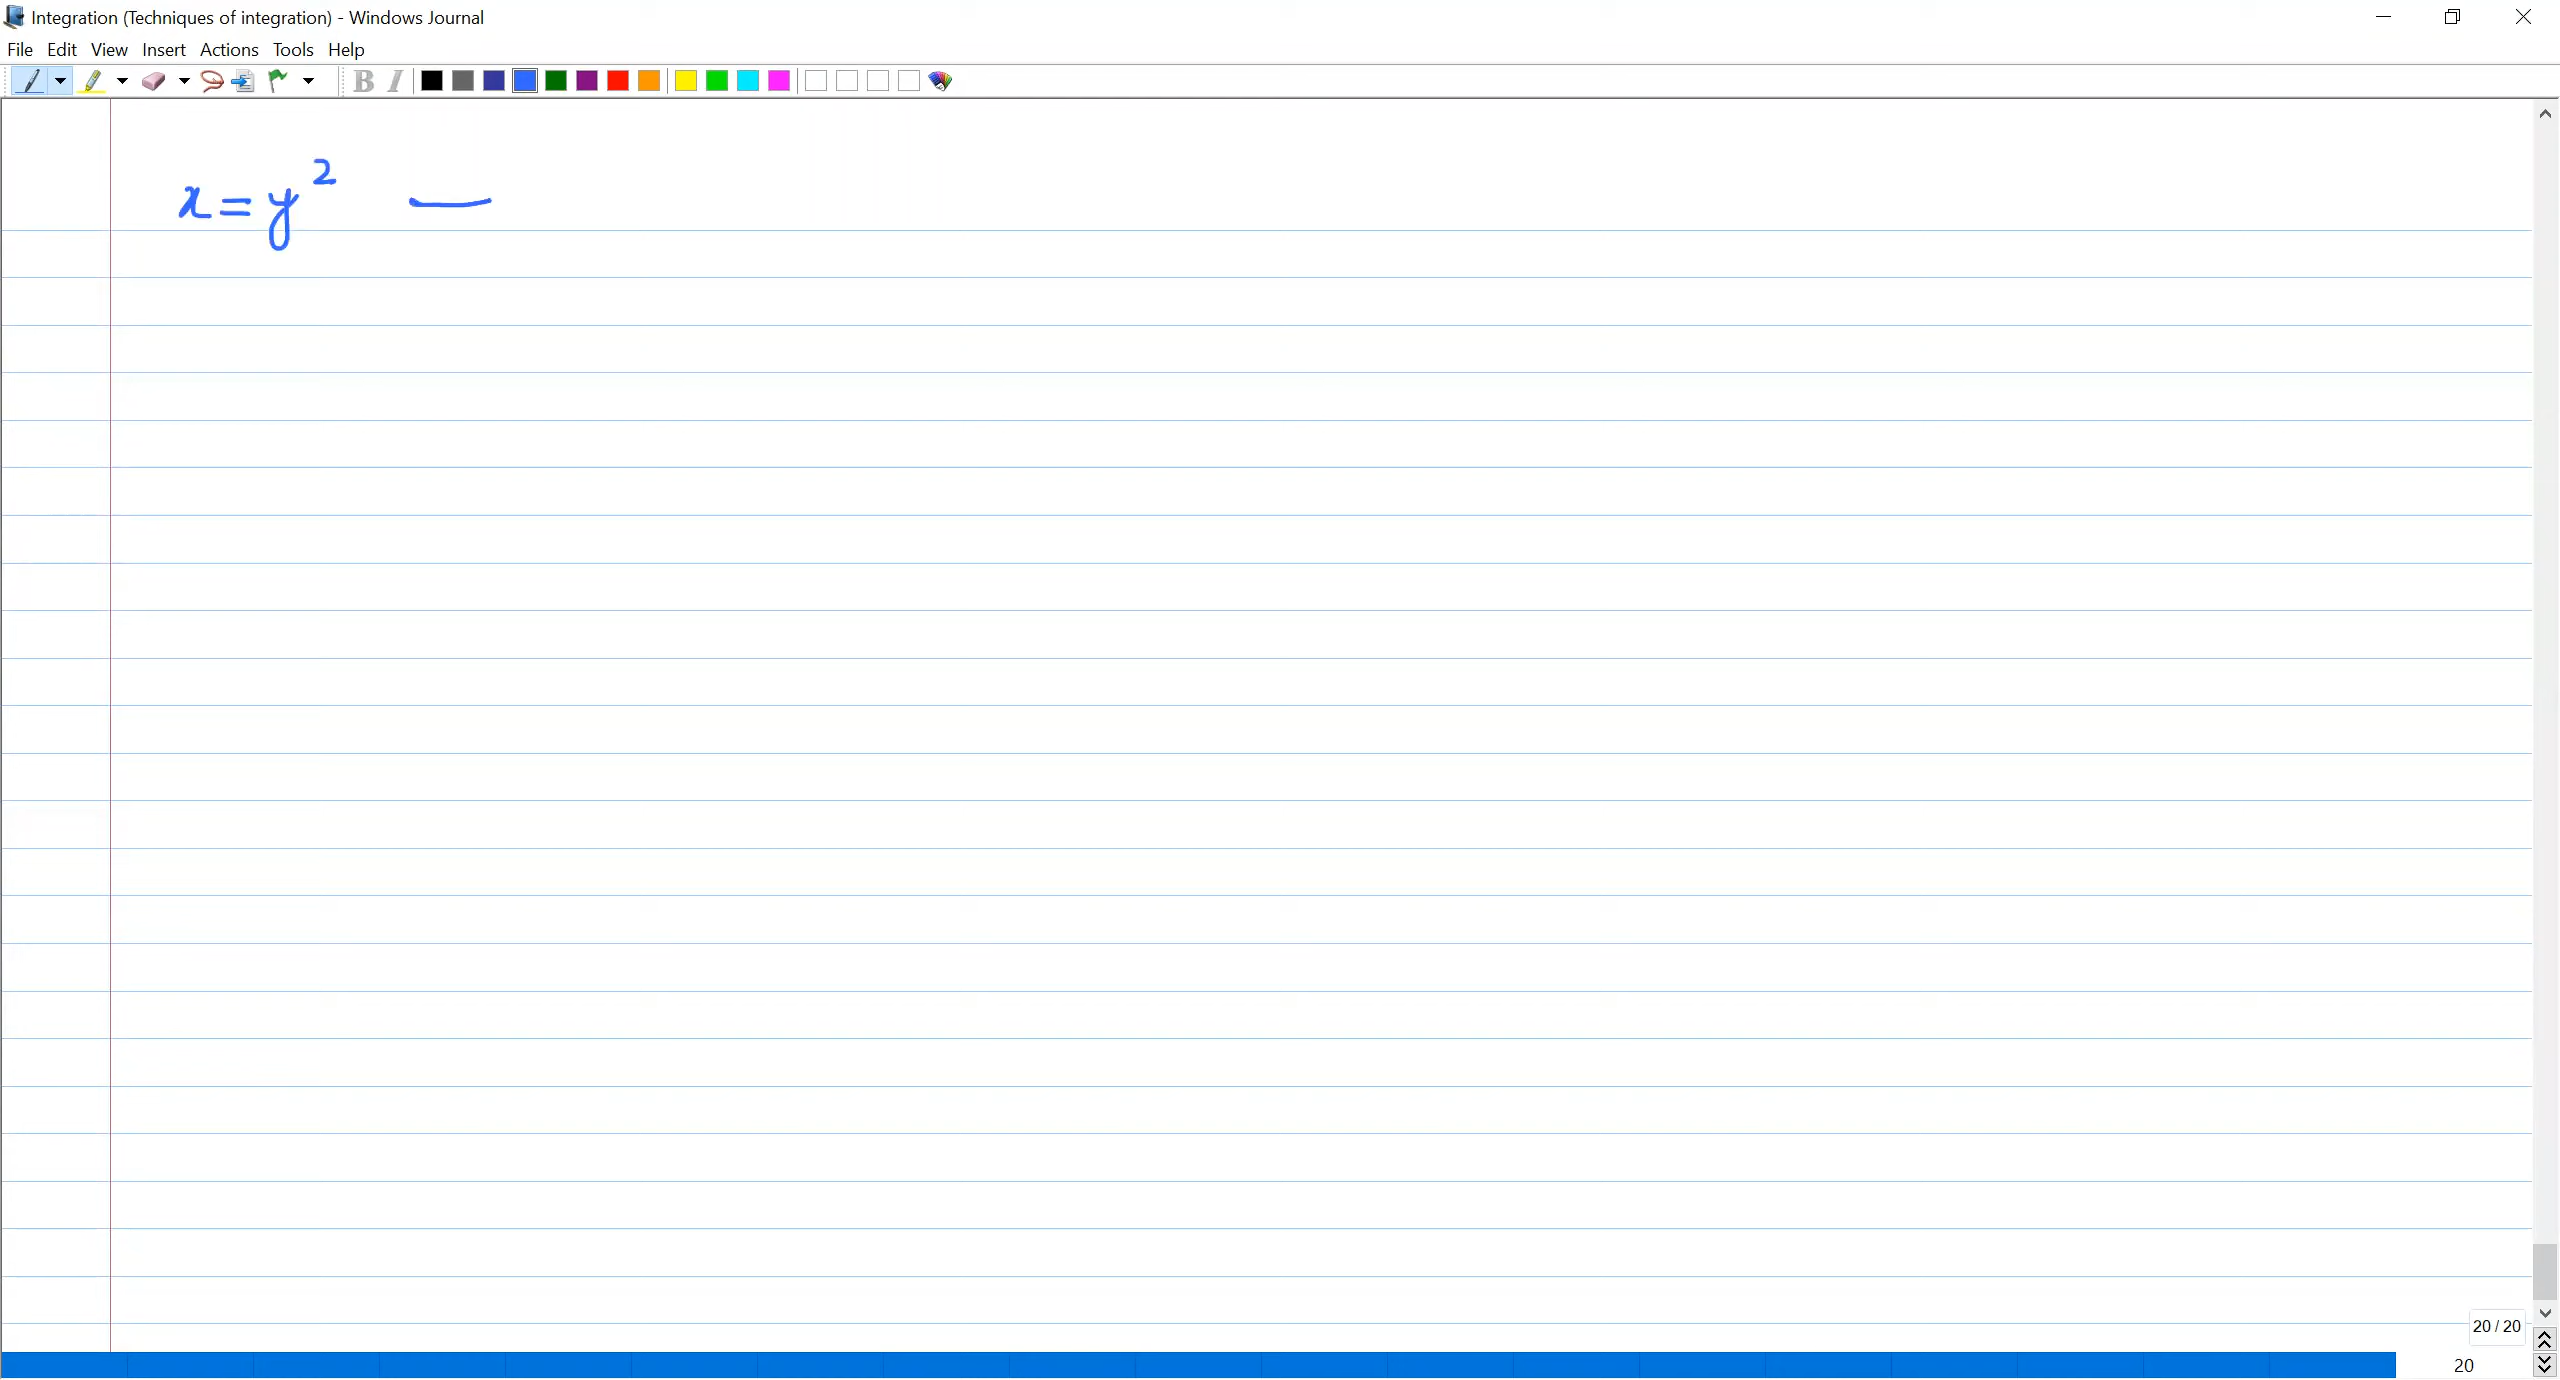 Integration (Techniques of integration) - Windows Journal
File Edit View Insert Actions Tools Help
B I
x = y² —
20 / 20
20